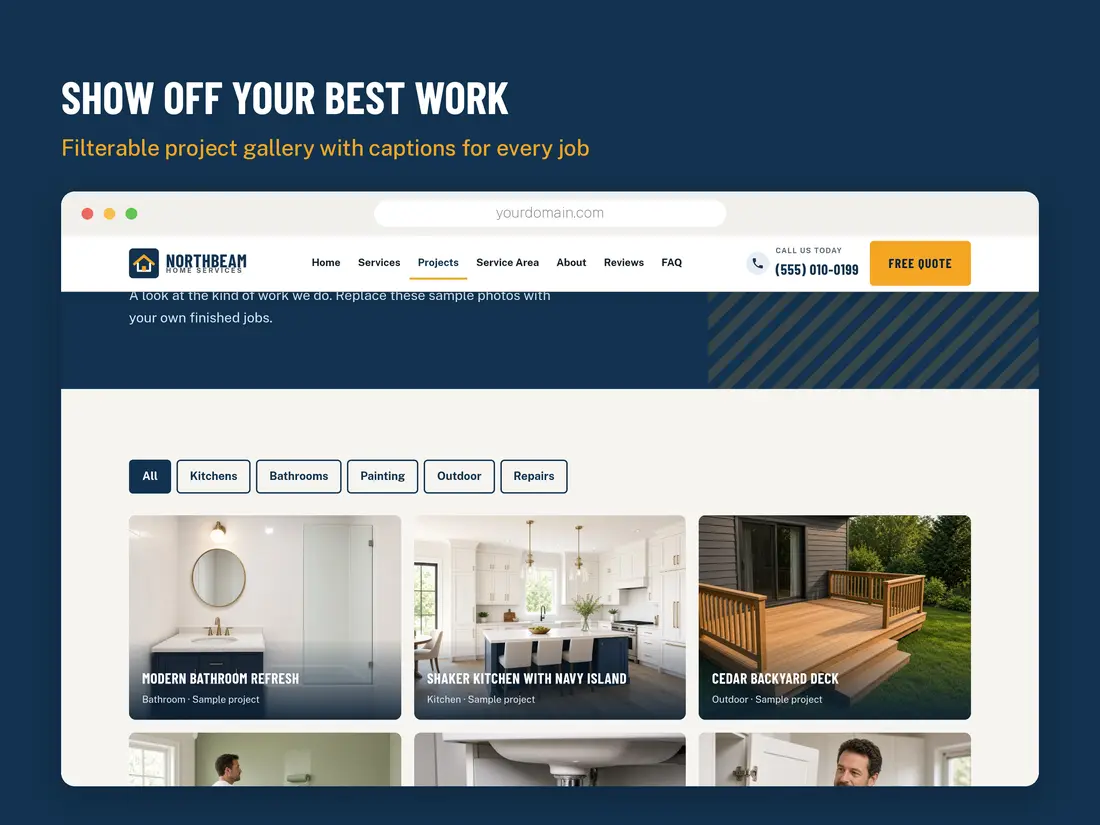 SHOW OFF YOUR BEST WORK
Filterable project gallery with captions for every job
yourdomain.com
NORTHBEAM
HOME SERVICES
Home Services Projects Service Area About Reviews FAQ
CALL US TODAY
(555) 010-0199
FREE QUOTE
A look at the kind of work we do. Replace these sample photos with
your own finished jobs.
All Kitchens Bathrooms Painting Outdoor Repairs
MODERN BATHROOM REFRESH
Bathroom · Sample project
SHAKER KITCHEN WITH NAVY ISLAND
Kitchen · Sample project
CEDAR BACKYARD DECK
Outdoor · Sample project